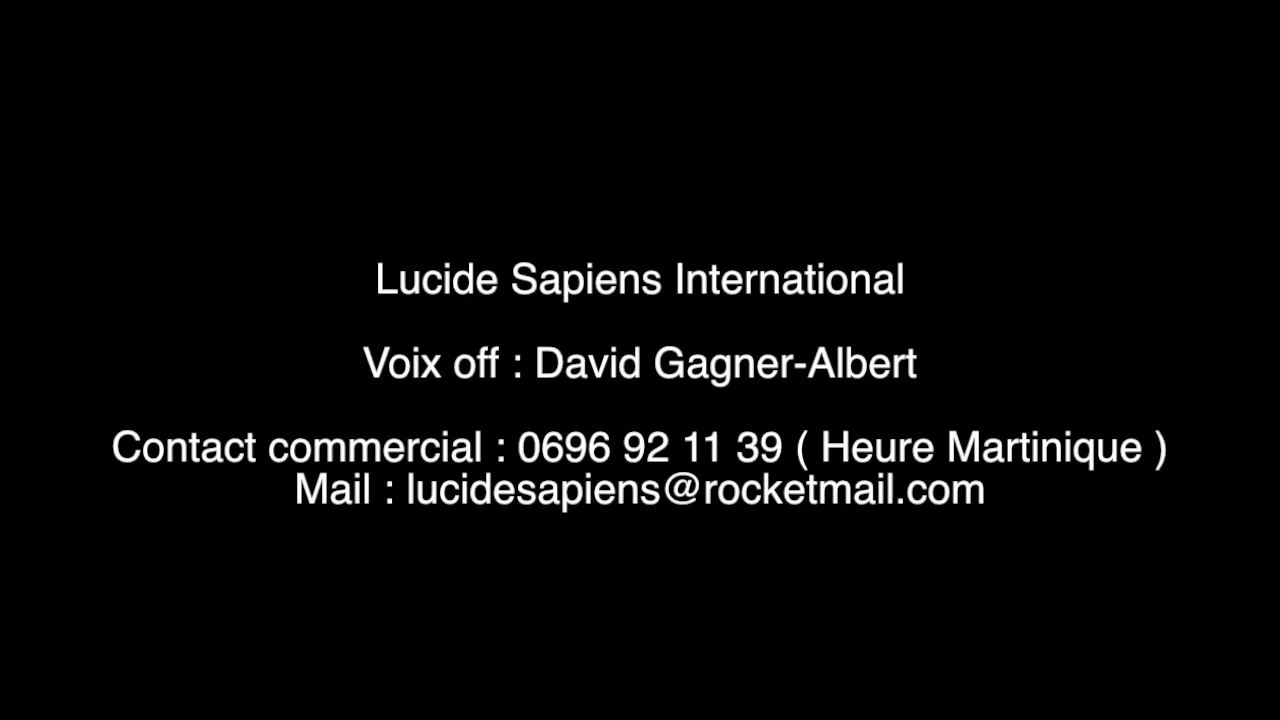 Lucide Sapiens International
Voix off : David Gagner-Albert
Contact commercial : 0696 92 11 39 ( Heure Martinique )
Mail : lucidesapiens@rocketmail.com